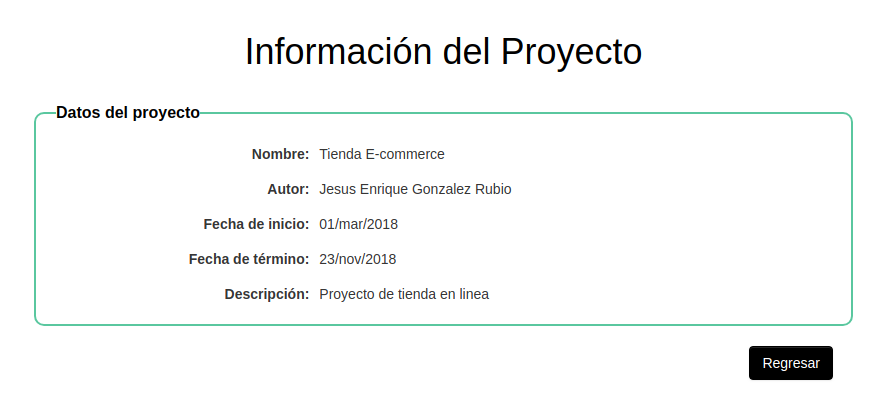 Información del Proyecto
Datos del proyecto
Nombre: Tienda E-commerce
Autor: Jesus Enrique Gonzalez Rubio
Fecha de inicio: 01/mar/2018
Fecha de término: 23/nov/2018
Descripción: Proyecto de tienda en linea
Regresar